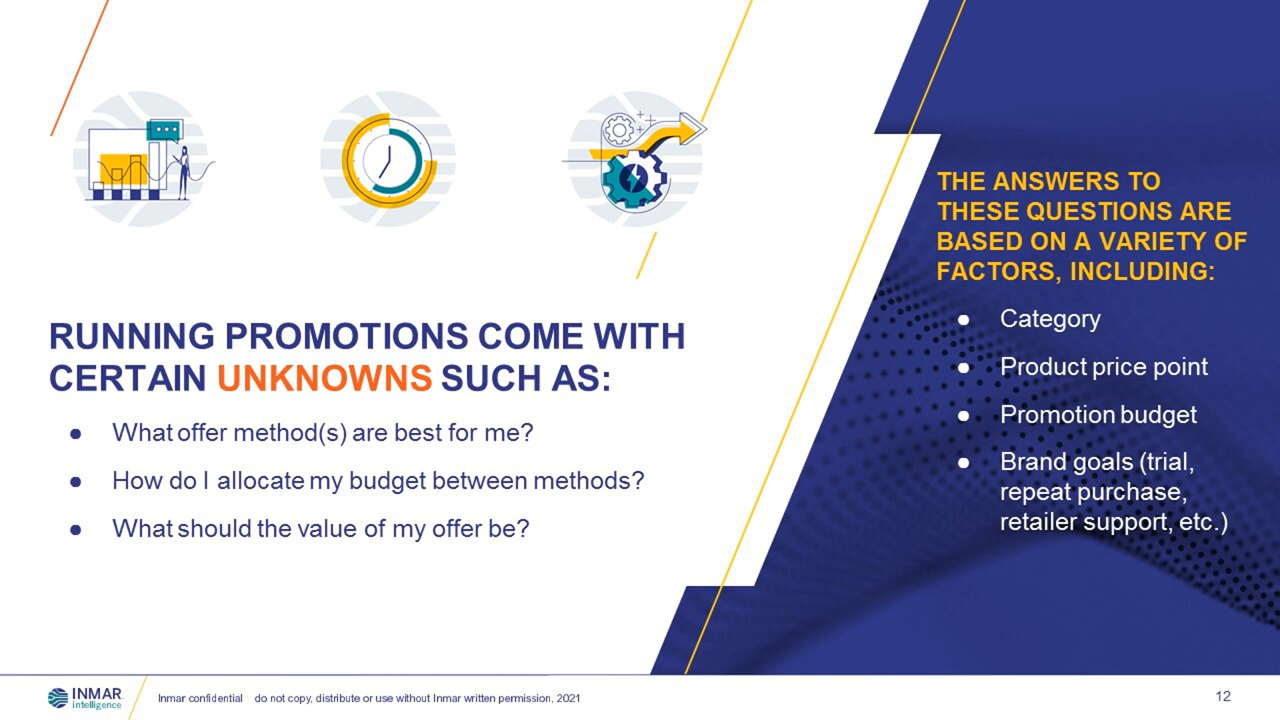 RUNNING PROMOTIONS COME WITH
CERTAIN UNKNOWNS SUCH AS:
● What offer method(s) are best for me?
● How do I allocate my budget between methods?
● What should the value of my offer be?
THE ANSWERS TO
THESE QUESTIONS ARE
BASED ON A VARIETY OF
FACTORS, INCLUDING:
● Category
● Product price point
● Promotion budget
● Brand goals (trial,
repeat purchase,
retailer support, etc.)
INMAR
intelligence
Inmar confidential do not copy, distribute or use without Inmar written permission, 2021
12